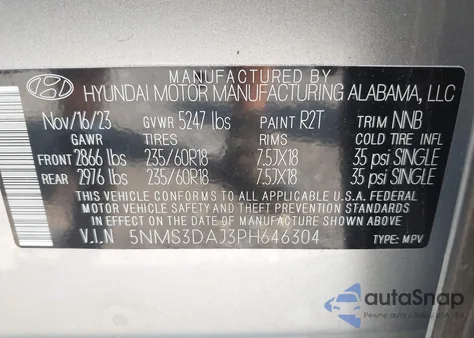 MANUFACTURED BY
HYUNDAI MOTOR MANUFACTURING ALABAMA, LLC
Nov/16/23 GVWR 5247 lbs PAINT R2T TRIM NNB
GAWR TIRES RIMS COLD TIRE INFL
FRONT 2866 lbs 235/60R18 7.5JX18 35 psi SINGLE
REAR 2976 lbs 235/60R18 7.5JX18 35 psi SINGLE
THIS VEHICLE CONFORMS TO ALL APPLICABLE FEDERAL
MOTOR VEHICLE SAFETY AND THEFT PREVENTION STANDARDS
IN EFFECT ON THE DATE OF MANUFACTURE SHOWN ABOVE.
V.I.N 5NMS3DAJ3PH646304 TYPE: MPV
autoSnap